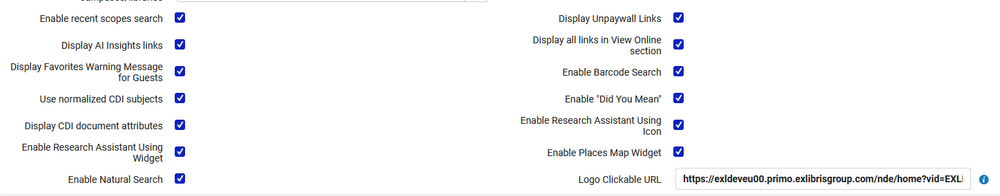 Enable recent scopes search
Display Unpaywall Links
Display AI Insights links
Display all links in View Online
section
Display Favorites Warning Message
for Guests
Enable Barcode Search
Use normalized CDI subjects
Enable "Did You Mean"
Display CDI document attributes
Enable Research Assistant Using
Icon
Enable Research Assistant Using
Widget
Enable Places Map Widget
Enable Natural Search
Logo Clickable URL
https://exldeveu00.primo.exlibrisgroup.com/nde/home?vid=EXLI